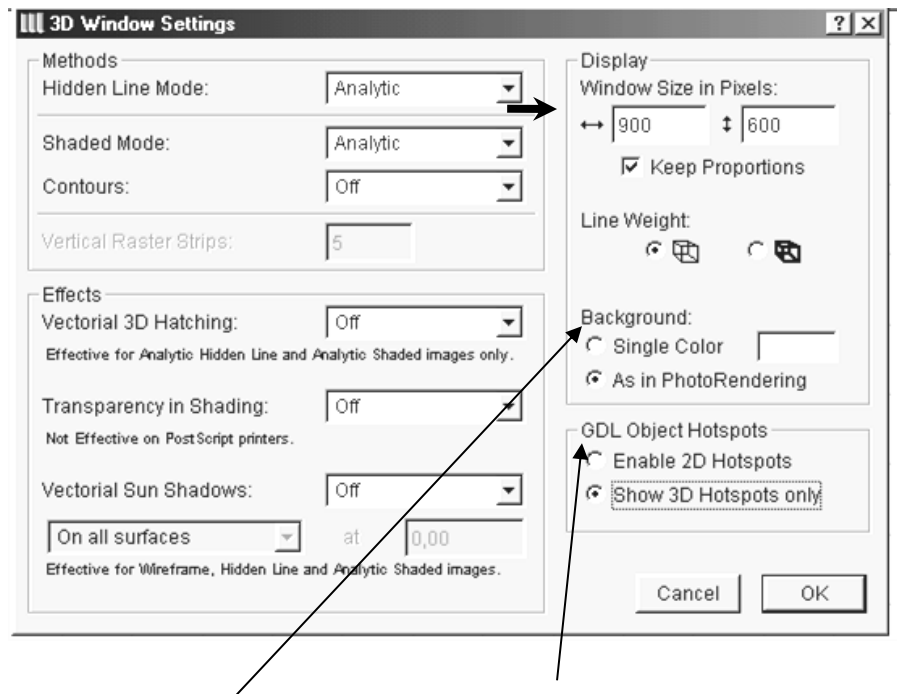 3D Window Settings
Methods
Hidden Line Mode: Analytic
Shaded Mode: Analytic
Contours: Off
Vertical Raster Strips: 5
Effects
Vectorial 3D Hatching: Off
Effective for Analytic Hidden Line and Analytic Shaded images only.
Transparency in Shading: Off
Not Effective on PostScript printers.
Vectorial Sun Shadows: Off
On all surfaces at 0,00
Effective for Wireframe, Hidden Line and Analytic Shaded images.
Display
Window Size in Pixels:
900 600
Keep Proportions
Line Weight:
Background:
Single Color
As in PhotoRendering
GDL Object Hotspots
Enable 2D Hotspots
Show 3D Hotspots only
Cancel OK